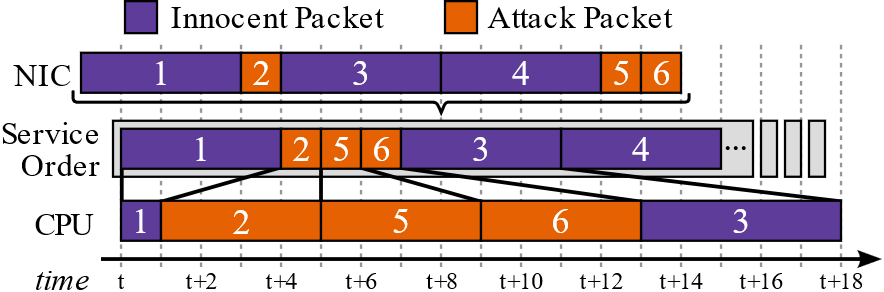 Innocent Packet Attack Packet
NIC 1 2 3 4 5 6
Service Order 1 2 5 6 3 4 ...
CPU 1 2 5 6 3
time t t+2 t+4 t+6 t+8 t+10 t+12 t+14 t+16 t+18